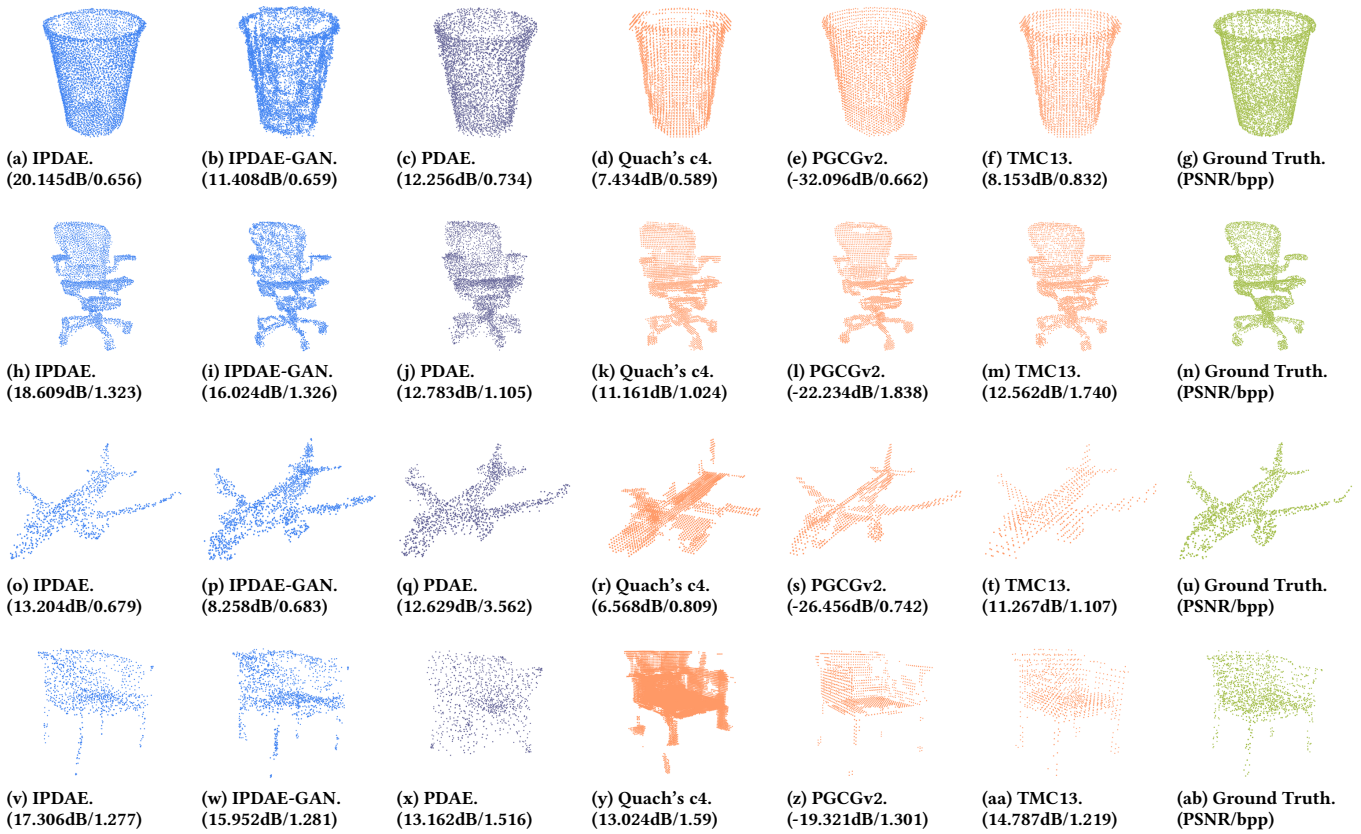 (a) IPDAE.
(20.145dB/0.656)
(b) IPDAE-GAN.
(11.408dB/0.659)
(c) PDAE.
(12.256dB/0.734)
(d) Quach's c4.
(7.434dB/0.589)
(e) PGCGv2.
(-32.096dB/0.662)
(f) TMC13.
(8.153dB/0.832)
(g) Ground Truth.
(PSNR/bpp)
(h) IPDAE.
(18.609dB/1.323)
(i) IPDAE-GAN.
(16.024dB/1.326)
(j) PDAE.
(12.783dB/1.105)
(k) Quach's c4.
(11.161dB/1.024)
(l) PGCGv2.
(-22.234dB/1.838)
(m) TMC13.
(12.562dB/1.740)
(n) Ground Truth.
(PSNR/bpp)
(o) IPDAE.
(13.204dB/0.679)
(p) IPDAE-GAN.
(8.258dB/0.683)
(q) PDAE.
(12.629dB/3.562)
(r) Quach's c4.
(6.568dB/0.809)
(s) PGCGv2.
(-26.456dB/0.742)
(t) TMC13.
(11.267dB/1.107)
(u) Ground Truth.
(PSNR/bpp)
(v) IPDAE.
(17.306dB/1.277)
(w) IPDAE-GAN.
(15.952dB/1.281)
(x) PDAE.
(13.162dB/1.516)
(y) Quach's c4.
(13.024dB/1.59)
(z) PGCGv2.
(-19.321dB/1.301)
(aa) TMC13.
(14.787dB/1.219)
(ab) Ground Truth.
(PSNR/bpp)